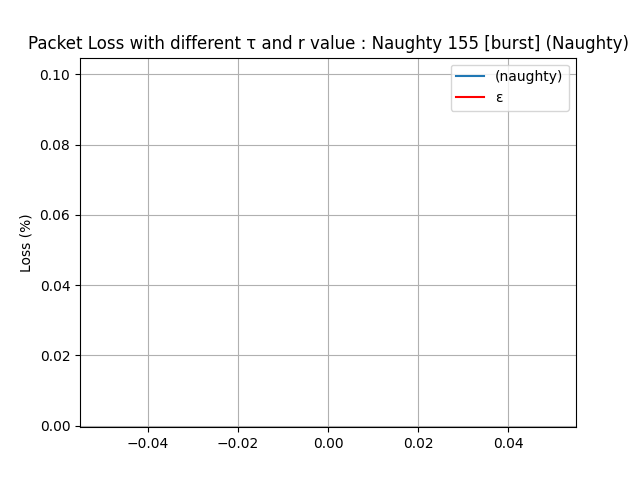 Packet Loss with different τ and r value : Naughty 155 [burst] (Naughty)
(naughty)
ε
Loss (%)
0.10
0.08
0.06
0.04
0.02
0.00
−0.04 −0.02 0.00 0.02 0.04